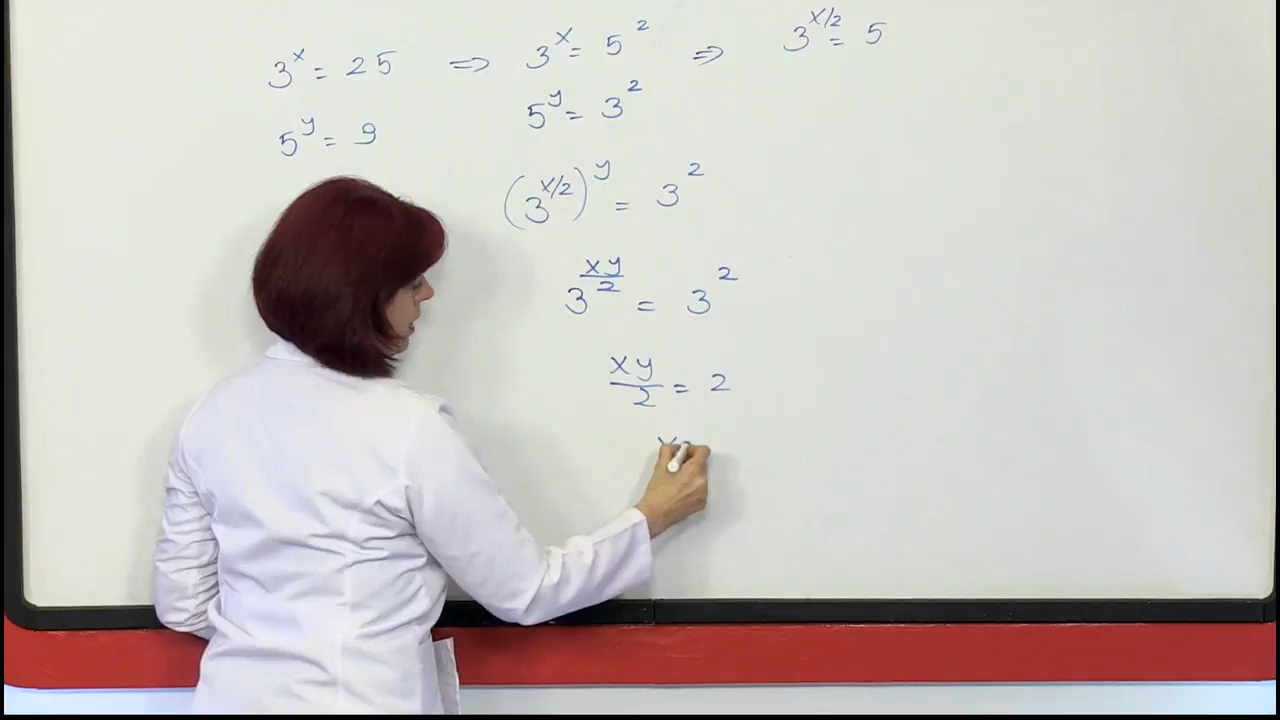 3^x = 25 ⇒ 3^x = 5^2 ⇒ 3^{x/2} = 5
5^y = 9 5^y = 3^2
(3^{x/2})^y = 3^2
3^{xy/2} = 3^2
xy/2 = 2
x